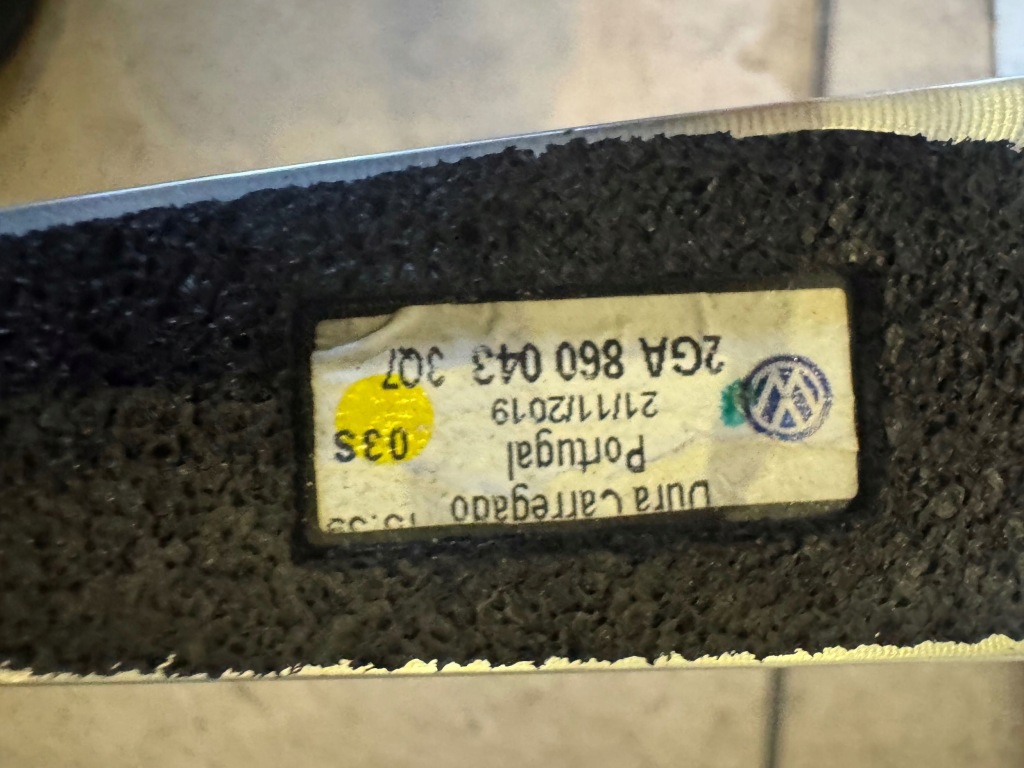 Dura Carregado
Portugal 03S
21/11/2019
2GA 860 043 3Q7